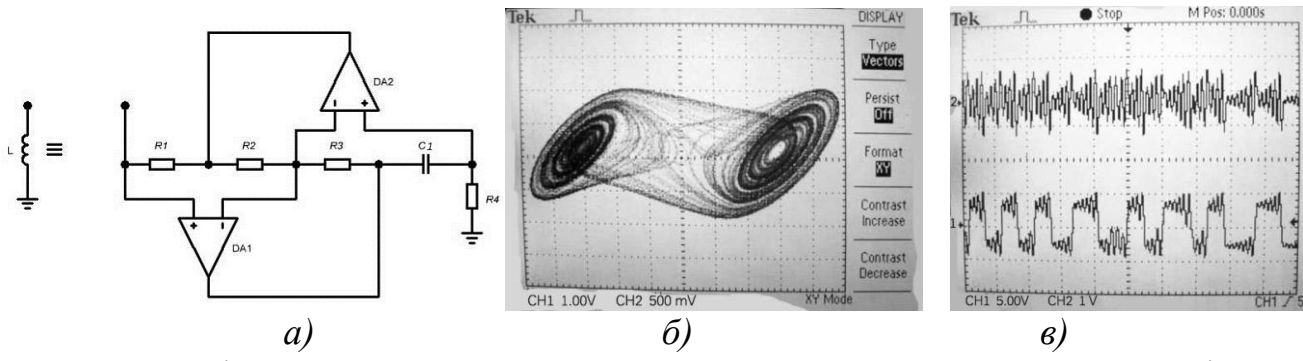 L
R1
R2
R3
C1
R4
DA1
DA2
- +
+ -
Tek
DISPLAY
Type
Vectors
Persist
Off
Format
XY
Contrast
Increase
Contrast
Decrease
CH1 1.00V CH2 500 mV XY Mode
Tek Stop M Pos: 0.000s
2
1
CH1 5.00V CH2 1 V CH1 5
а) б) в)